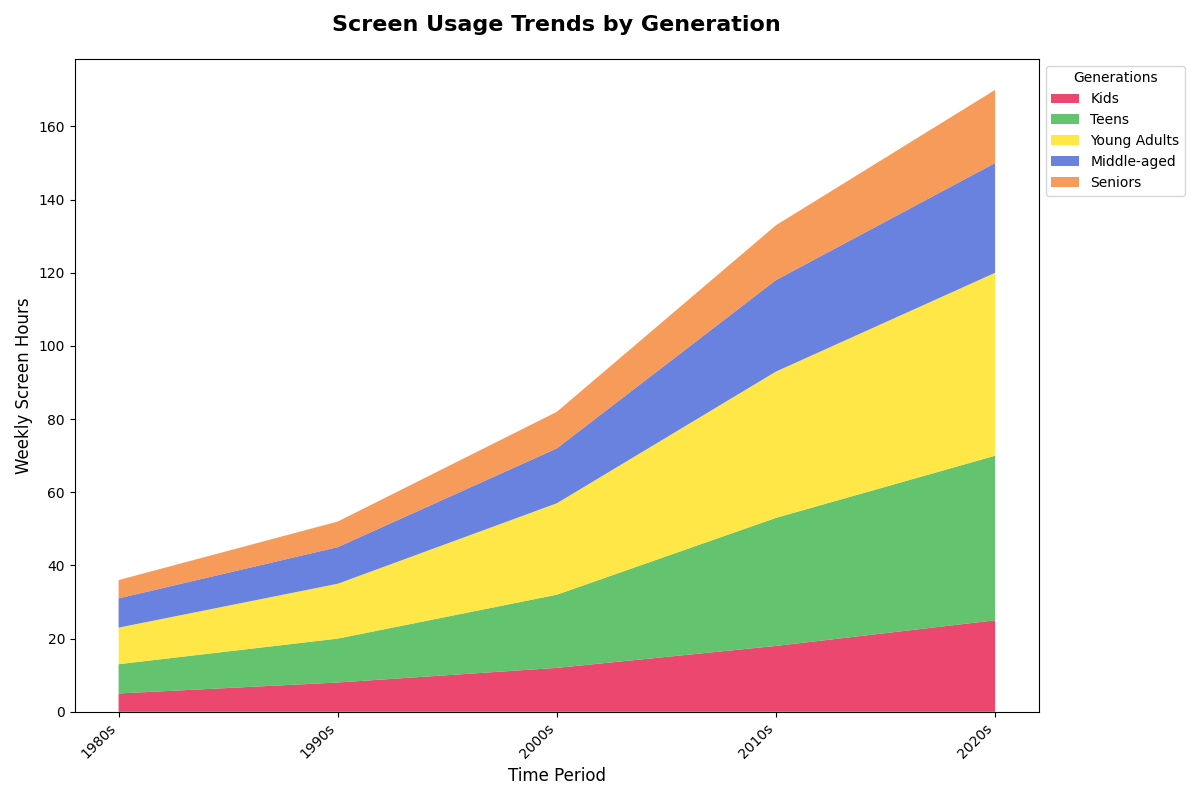 Screen Usage Trends by Generation
Weekly Screen Hours
160
140
120
100
80
60
40
20
0
1980s
1990s
2000s
2010s
2020s
Time Period
Generations
Kids
Teens
Young Adults
Middle-aged
Seniors